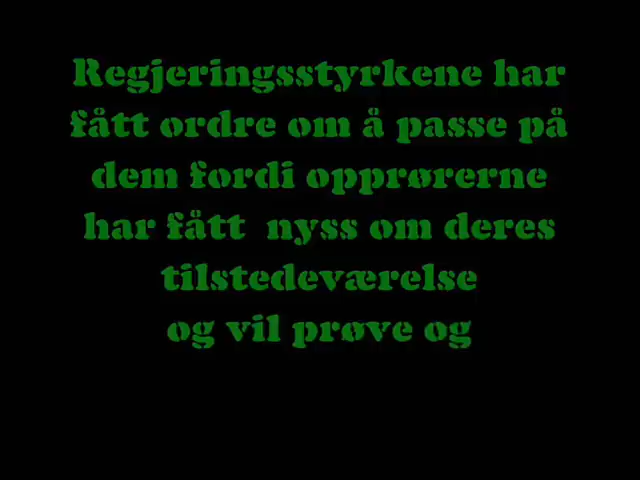 Regjeringsstyrkene har
fått ordre om å passe på
dem fordi opprørerne
har fått  nyss om deres
tilstedeværelse
og vil prøve og